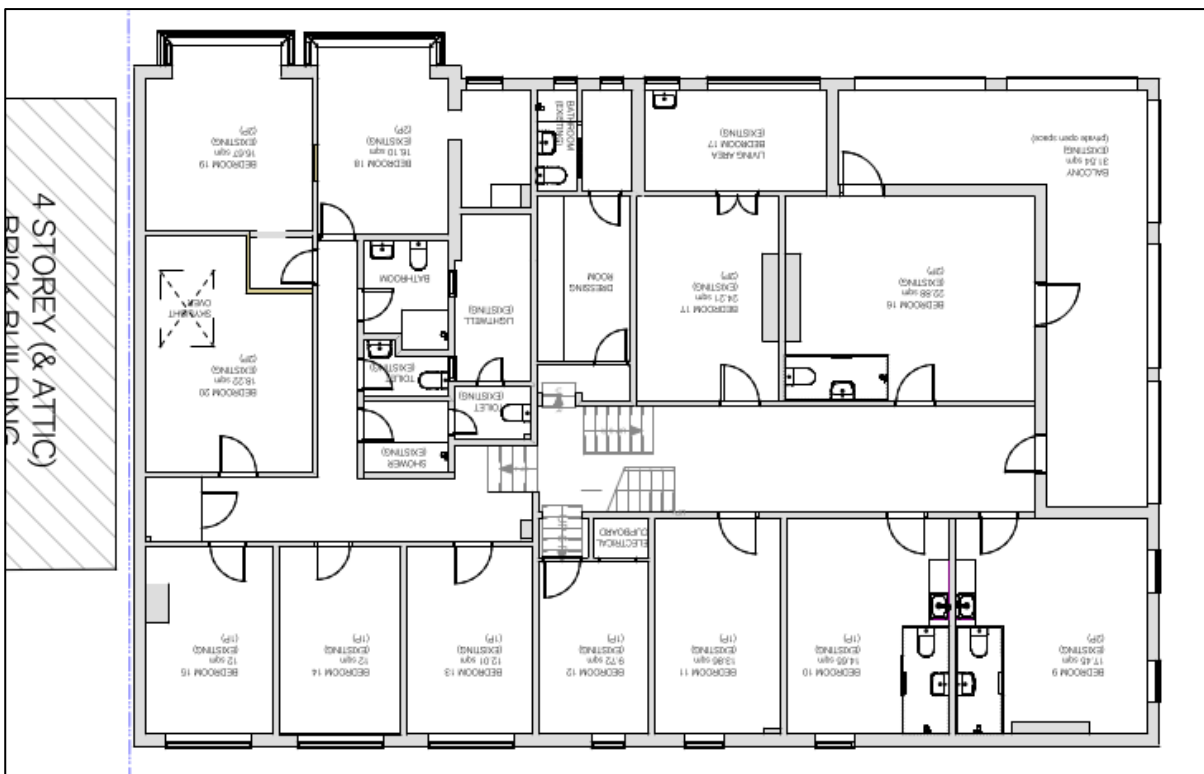 4 STOREY (& ATTIC)
BRICK BUILDING
BEDROOM 19
15.67 sqm
(EXISTING)
(2P)
BEDROOM 18
16.10 sqm
(EXISTING)
(2P)
BATHROOM
(EXISTING)
BEDROOM 17
LIVING AREA
(EXISTING)
BALCONY
31.54 sqm
(EXISTING)
(private open space)
BEDROOM 20
18.22 sqm
(EXISTING)
(2P)
SKYLIGHT
OVER
BATHROOM
LIGHTWELL
(EXISTING)
DRESSING
ROOM
BEDROOM 17
24.21 sqm
(EXISTING)
(2P)
BEDROOM 16
22.88 sqm
(EXISTING)
(2P)
TOILET
(EXISTING)
TOILET
(EXISTING)
SHOWER
(EXISTING)
ELECTRICAL
CUPBOARD
BEDROOM 15
12 sqm
(EXISTING)
(1P)
BEDROOM 14
12 sqm
(EXISTING)
(1P)
BEDROOM 13
12.01 sqm
(EXISTING)
(1P)
BEDROOM 12
9.72 sqm
(EXISTING)
(1P)
BEDROOM 11
13.86 sqm
(EXISTING)
(1P)
BEDROOM 10
14.65 sqm
(EXISTING)
(1P)
BEDROOM 9
17.45 sqm
(EXISTING)
(2P)